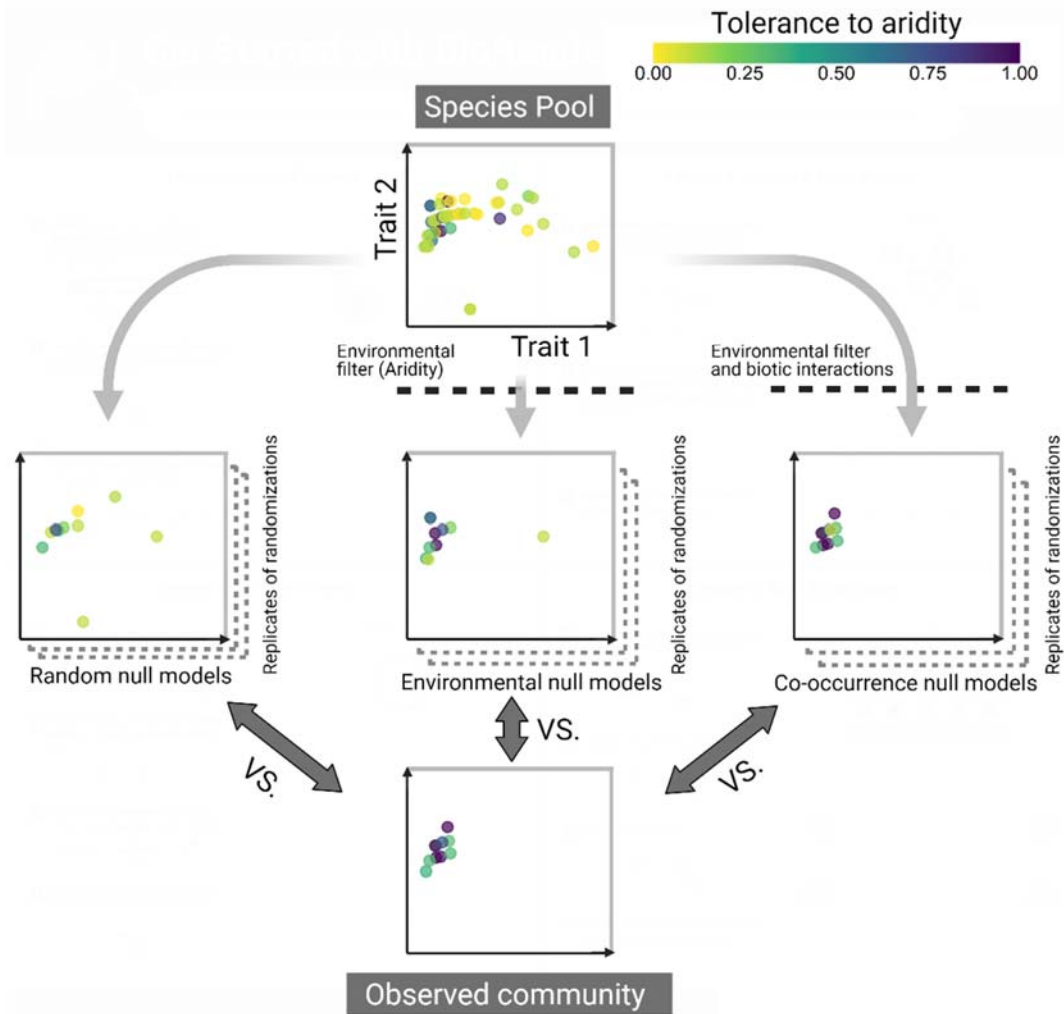 Tolerance to aridity
0.00 0.25 0.50 0.75 1.00
Species Pool
Trait 2
Trait 1
Environmental
filter (Aridity)
Environmental filter
and biotic interactions
Replicates of randomizations
Replicates of randomizations
Replicates of randomizations
Random null models
Environmental null models
Co-occurrence null models
VS.
VS.
VS.
Observed community